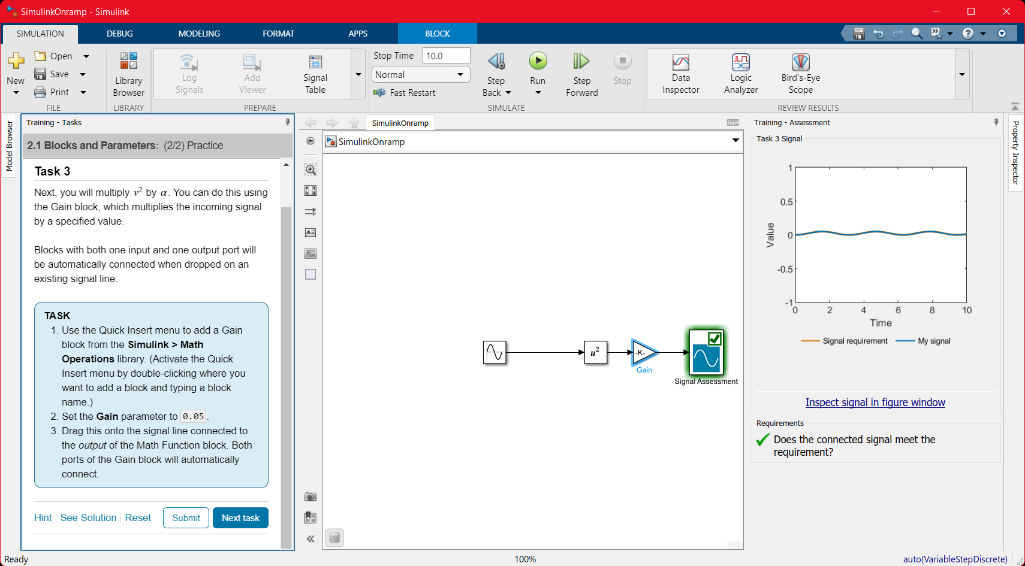 SimulinkOnramp - Simulink
SIMULATION DEBUG MODELING FORMAT APPS BLOCK
New
Open
Save
Print
FILE
Library
Browser
LIBRARY
Log
Signals
Add
Viewer
Signal
Table
PREPARE
Stop Time 10.0
Normal
Fast Restart
Step
Back
Run
Step
Forward
Stop
SIMULATE
Data
Inspector
Logic
Analyzer
Bird's-Eye
Scope
REVIEW RESULTS
Model Browser
Training - Tasks
2.1 Blocks and Parameters: (2/2) Practice
Task 3
Next, you will multiply v² by α. You can do this using
the Gain block, which multiplies the incoming signal
by a specified value.
Blocks with both one input and one output port will
be automatically connected when dropped on an
existing signal line.
TASK
1. Use the Quick Insert menu to add a Gain
block from the Simulink > Math
Operations library. (Activate the Quick
Insert menu by double-clicking where you
want to add a block and typing a block
name.)
2. Set the Gain parameter to 0.05.
3. Drag this onto the signal line connected to
the output of the Math Function block. Both
ports of the Gain block will automatically
connect.
Hint See Solution Reset Submit Next task
SimulinkOnramp
SimulinkOnramp
u²
-K-
Gain
Signal Assessment
Training - Assessment
Task 3 Signal
1
0.5
0
-0.5
-1
Value
0 2 4 6 8 10
Time
Signal requirement My signal
Inspect signal in figure window
Requirements
Does the connected signal meet the
requirement?
Property Inspector
Ready 100% auto(VariableStepDiscrete)